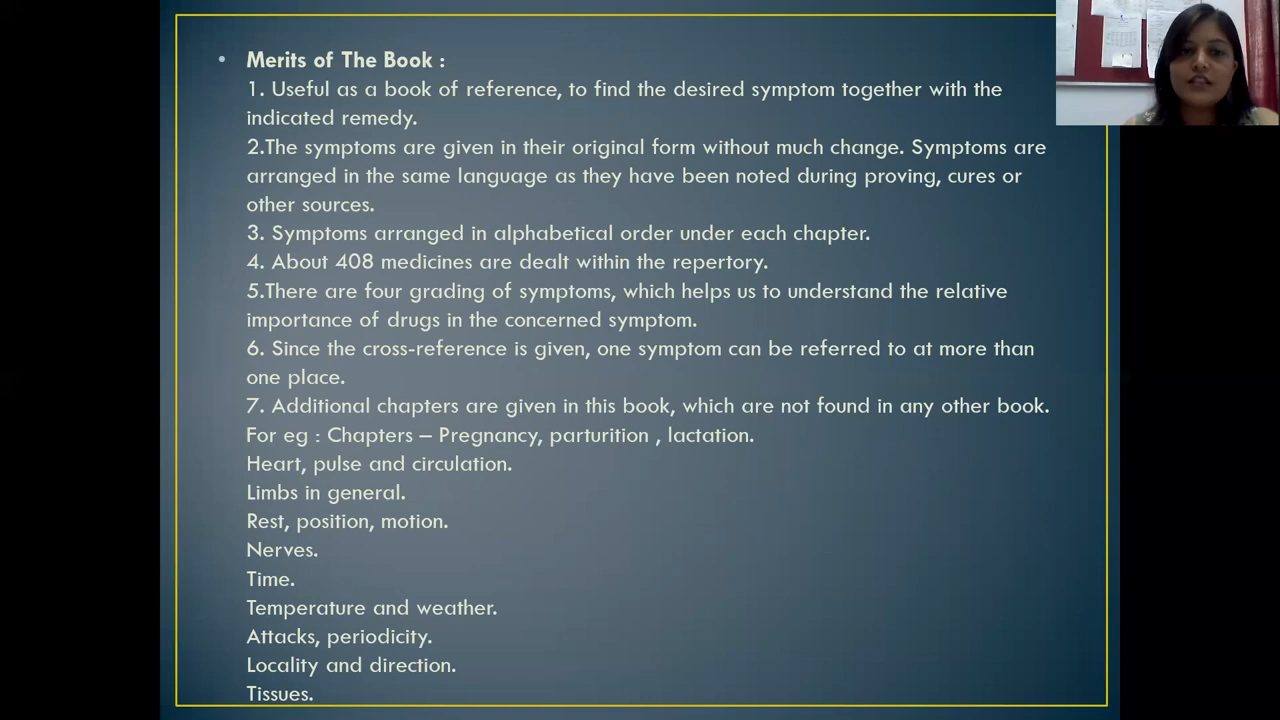 • Merits of The Book :
1. Useful as a book of reference, to find the desired symptom together with the
indicated remedy.
2.The symptoms are given in their original form without much change. Symptoms are
arranged in the same language as they have been noted during proving, cures or
other sources.
3. Symptoms arranged in alphabetical order under each chapter.
4. About 408 medicines are dealt within the repertory.
5.There are four grading of symptoms, which helps us to understand the relative
importance of drugs in the concerned symptom.
6. Since the cross-reference is given, one symptom can be referred to at more than
one place.
7. Additional chapters are given in this book, which are not found in any other book.
For eg : Chapters – Pregnancy, parturition , lactation.
Heart, pulse and circulation.
Limbs in general.
Rest, position, motion.
Nerves.
Time.
Temperature and weather.
Attacks, periodicity.
Locality and direction.
Tissues.